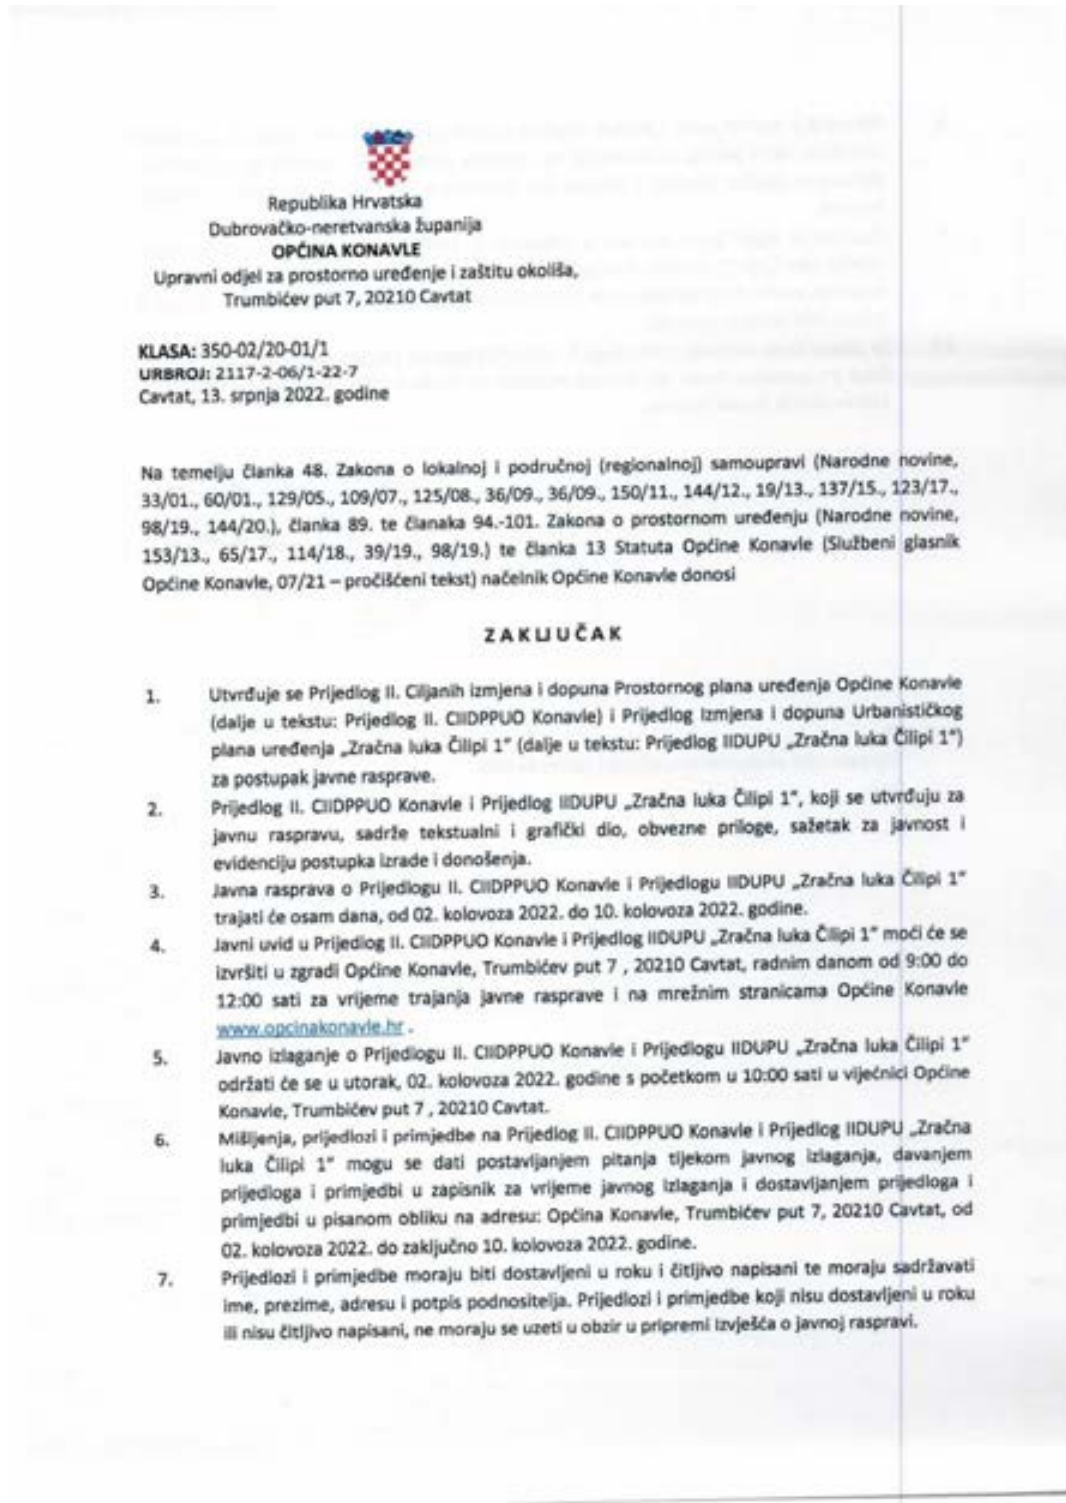 Republika Hrvatska
Dubrovačko-neretvanska županija
OPĆINA KONAVLE
Upravni odjel za prostorno uređenje i zaštitu okoliša,
Trumbićev put 7, 20210 Cavtat
KLASA: 350-02/20-01/1
URBROJ: 2117-2-06/1-22-7
Cavtat, 13. srpnja 2022. godine
Na temelju članka 48. Zakona o lokalnoj i područnoj (regionalnoj) samoupravi (Narodne novine,
33/01., 60/01., 129/05., 109/07., 125/08., 36/09., 36/09., 150/11., 144/12., 19/13., 137/15., 123/17.,
98/19., 144/20.), članka 89. te članaka 94.-101. Zakona o prostornom uređenju (Narodne novine,
153/13., 65/17., 114/18., 39/19., 98/19.) te članka 13 Statuta Općine Konavle (Službeni glasnik
Općine Konavle, 07/21 – pročišćeni tekst) načelnik Općine Konavle donosi
Z A K LJ U Č A K
1. Utvrđuje se Prijedlog II. Ciljanih izmjena i dopuna Prostornog plana uređenja Općine Konavle
(dalje u tekstu: Prijedlog II. CIIDPPUO Konavle) i Prijedlog Izmjena i dopuna Urbanističkog
plana uređenja „Zračna luka Čilipi 1" (dalje u tekstu: Prijedlog IIDUPU „Zračna luka Čilipi 1")
za postupak javne rasprave.
2. Prijedlog II. CIIDPPUO Konavle i Prijedlog IIDUPU „Zračna luka Čilipi 1", koji se utvrđuju za
javnu raspravu, sadrže tekstualni i grafički dio, obvezne priloge, sažetak za javnost i
evidenciju postupka izrade i donošenja.
3. Javna rasprava o Prijedlogu II. CIIDPPUO Konavle i Prijedlogu IIDUPU „Zračna luka Čilipi 1"
trajati će osam dana, od 02. kolovoza 2022. do 10. kolovoza 2022. godine.
4. Javni uvid u Prijedlog II. CIIDPPUO Konavle i Prijedlog IIDUPU „Zračna luka Čilipi 1" moći će se
izvršiti u zgradi Općine Konavle, Trumbićev put 7 , 20210 Cavtat, radnim danom od 9:00 do
12:00 sati za vrijeme trajanja javne rasprave i na mrežnim stranicama Općine Konavle
www.opcinakonavle.hr .
5. Javno izlaganje o Prijedlogu II. CIIDPPUO Konavle i Prijedlogu IIDUPU „Zračna luka Čilipi 1"
održati će se u utorak, 02. kolovoza 2022. godine s početkom u 10:00 sati u vijećnici Općine
Konavle, Trumbićev put 7 , 20210 Cavtat.
6. Mišljenja, prijedlozi i primjedbe na Prijedlog II. CIIDPPUO Konavle i Prijedlog IIDUPU „Zračna
luka Čilipi 1" mogu se dati postavljanjem pitanja tijekom javnog izlaganja, davanjem
prijedloga i primjedbi u zapisnik za vrijeme javnog izlaganja i dostavljanjem prijedloga i
primjedbi u pisanom obliku na adresu: Općina Konavle, Trumbićev put 7, 20210 Cavtat, od
02. kolovoza 2022. do zaključno 10. kolovoza 2022. godine.
7. Prijedlozi i primjedbe moraju biti dostavljeni u roku i čitljivo napisani te moraju sadržavati
ime, prezime, adresu i potpis podnositelja. Prijedlozi i primjedbe koji nisu dostavljeni u roku
ili nisu čitljivo napisani, ne moraju se uzeti u obzir u pripremi Izvješća o javnoj raspravi.